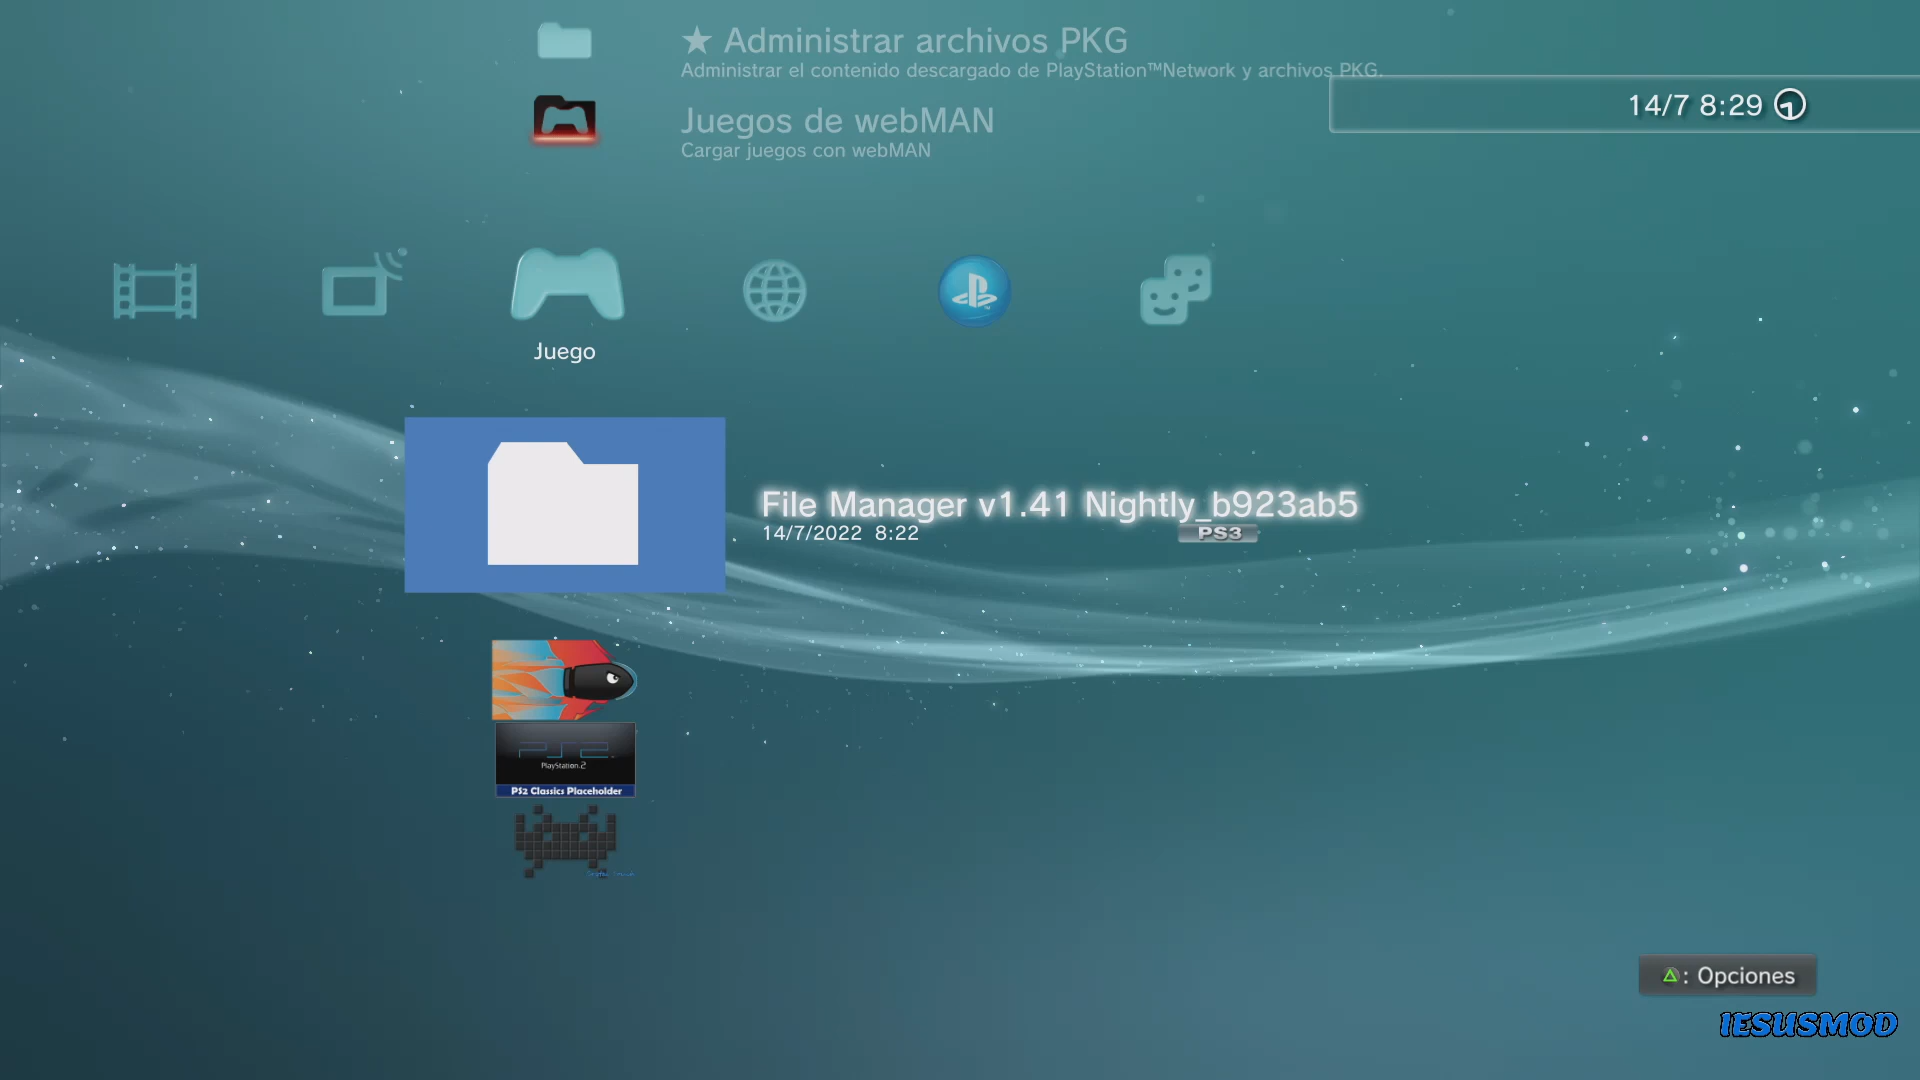 ★ Administrar archivos PKG
Administrar el contenido descargado de PlayStation™Network y archivos PKG.
Juegos de webMAN
Cargar juegos con webMAN
14/7 8:29
Juego
File Manager v1.41 Nightly_b923ab5
14/7/2022 8:22
PS3
PS2
PlayStation.2
PS2 Classics Placeholder
△: Opciones
IESUSMOD